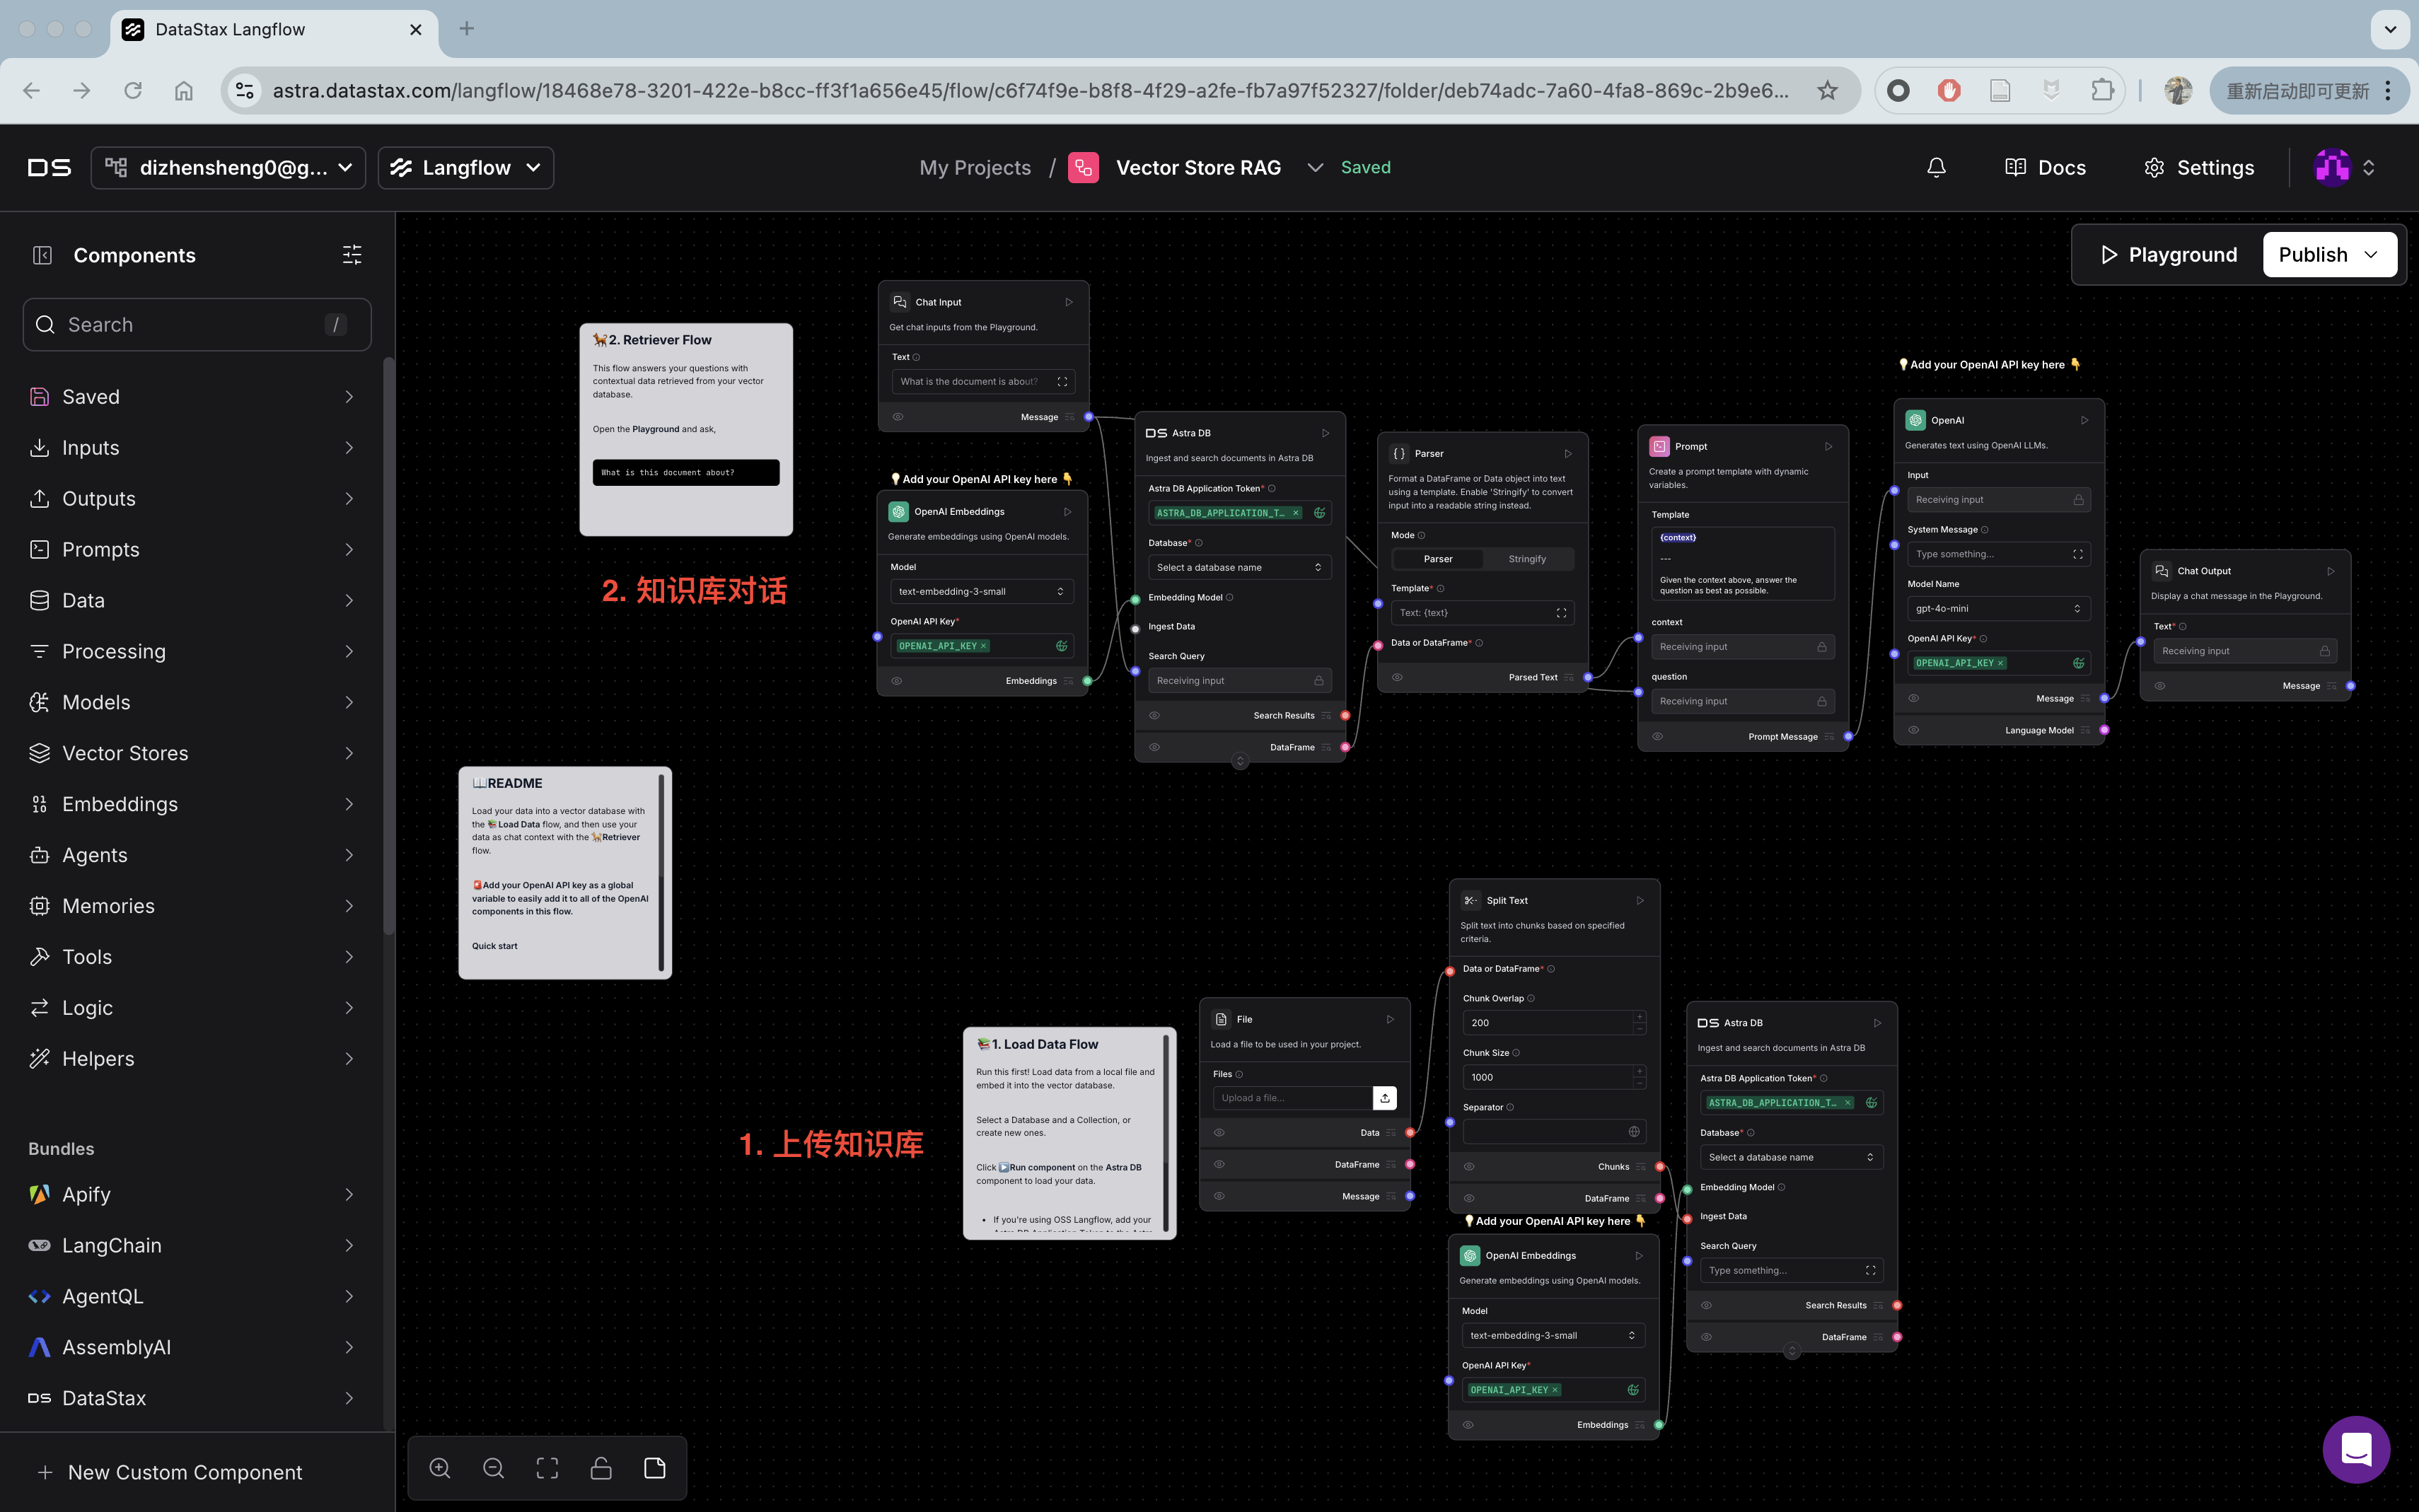 DataStax Langflow
astra.datastax.com/langflow/18468e78-3201-422e-b8cc-ff3f1a656e45/flow/c6f74f9e-b8f8-4f29-a2fe-fb7a97f52327/folder/deb74adc-7a60-4fa8-869c-2b9e6...
重新启动即可更新
DS
dizhensheng0@g...
Langflow
My Projects / Vector Store RAG
Saved
Docs
Settings
Components
Search
/
Saved
Inputs
Outputs
Prompts
Data
Processing
Models
Vector Stores
Embeddings
Agents
Memories
Tools
Logic
Helpers
Bundles
Apify
LangChain
AgentQL
AssemblyAI
DS DataStax
New Custom Component
Playground
Publish
🐕2. Retriever Flow
This flow answers your questions with
contextual data retrieved from your vector
database.
Open the Playground and ask,
What is this document about?
2. 知识库对话
Chat Input
Get chat inputs from the Playground.
Text
What is the document is about?
Message
💡Add your OpenAI API key here 👇
OpenAI Embeddings
Generate embeddings using OpenAI models.
Model
text-embedding-3-small
OpenAI API Key*
OPENAI_API_KEY ×
Embeddings
DS Astra DB
Ingest and search documents in Astra DB
Astra DB Application Token*
ASTRA_DB_APPLICATION_T… ×
Database*
Select a database name
Embedding Model
Ingest Data
Search Query
Receiving input
Search Results
DataFrame
Parser
Format a DataFrame or Data object into text
using a template. Enable 'Stringify' to convert
input into a readable string instead.
Mode
Parser
Stringify
Template*
Text: {text}
Data or DataFrame*
Parsed Text
Prompt
Create a prompt template with dynamic
variables.
Template
{context}
---
Given the context above, answer the
question as best as possible.
context
Receiving input
question
Receiving input
Prompt Message
💡Add your OpenAI API key here 👇
OpenAI
Generates text using OpenAI LLMs.
Input
Receiving input
System Message
Type something...
Model Name
gpt-4o-mini
OpenAI API Key*
OPENAI_API_KEY ×
Message
Language Model
Chat Output
Display a chat message in the Playground.
Text*
Receiving input
Message
📖README
Load your data into a vector database with
the 📚Load Data flow, and then use your
data as chat context with the 🐕Retriever
flow.
🚨Add your OpenAI API key as a global
variable to easily add it to all of the OpenAI
components in this flow.
Quick start
1. 上传知识库
📚1. Load Data Flow
Run this first! Load data from a local file and
embed it into the vector database.
Select a Database and a Collection, or
create new ones.
Click ▶️Run component on the Astra DB
component to load your data.
• If you're using OSS Langflow, add your
File
Load a file to be used in your project.
Files
Upload a file...
Data
DataFrame
Message
Split Text
Split text into chunks based on specified
criteria.
Data or DataFrame*
Chunk Overlap
200
Chunk Size
1000
Separator
Chunks
DataFrame
💡Add your OpenAI API key here 👇
OpenAI Embeddings
Generate embeddings using OpenAI models.
Model
text-embedding-3-small
OpenAI API Key*
OPENAI_API_KEY ×
Embeddings
DS Astra DB
Ingest and search documents in Astra DB
Astra DB Application Token*
ASTRA_DB_APPLICATION_T… ×
Database*
Select a database name
Embedding Model
Ingest Data
Search Query
Type something...
Search Results
DataFrame